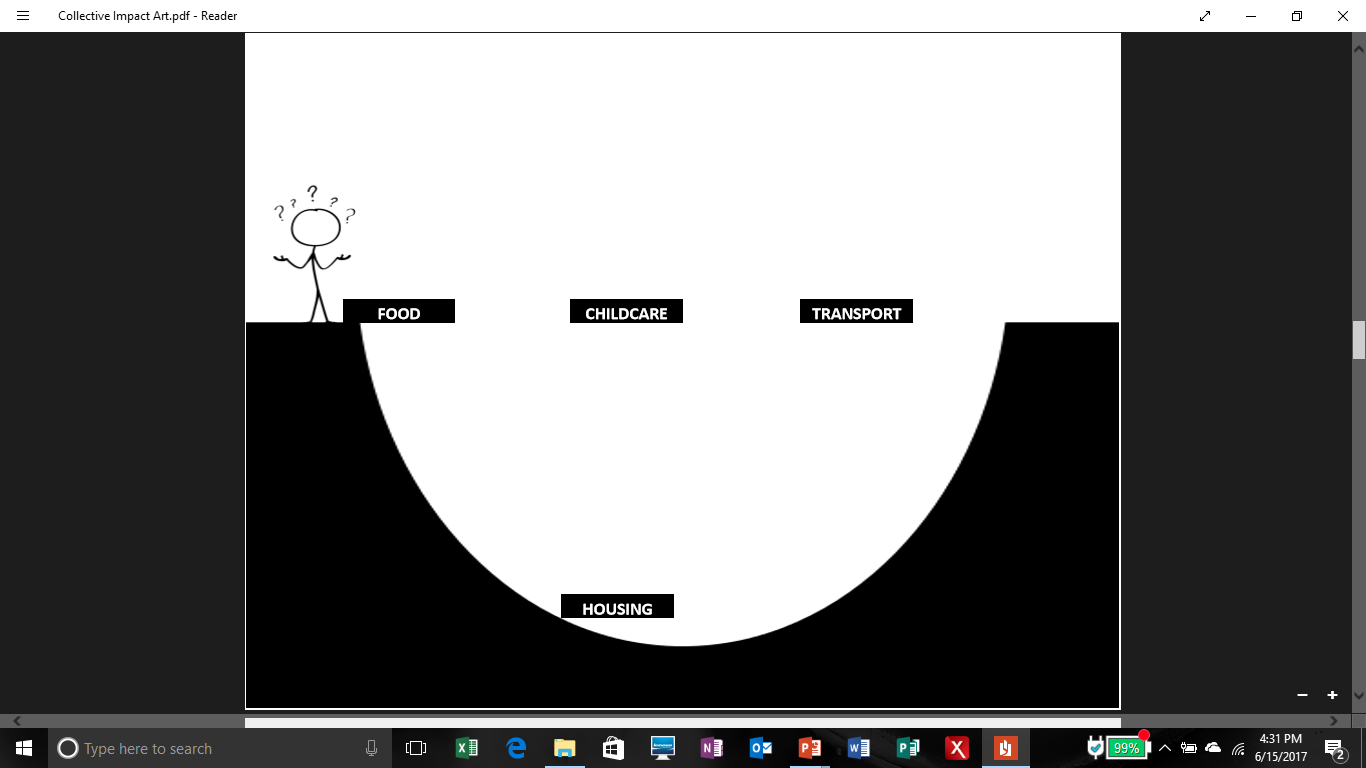 Collective Impact Art.pdf - Reader
? ? ? ? ?
FOOD CHILDCARE TRANSPORT
HOUSING
Type here to search
99%
4:31 PM
6/15/2017
2